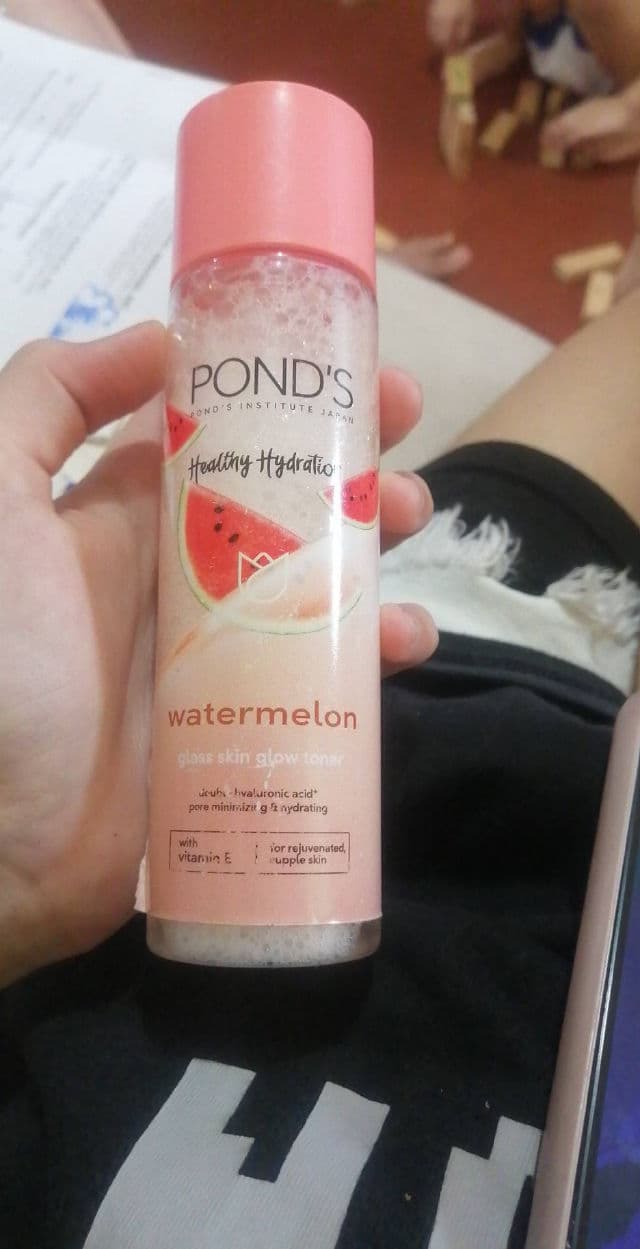 POND'S
POND'S INSTITUTE JAPAN
Healthy Hydration
watermelon
glass skin glow toner
double hyaluronic acid+
pore minimizing & hydrating
with
vitamin E
for rejuvenated,
supple skin